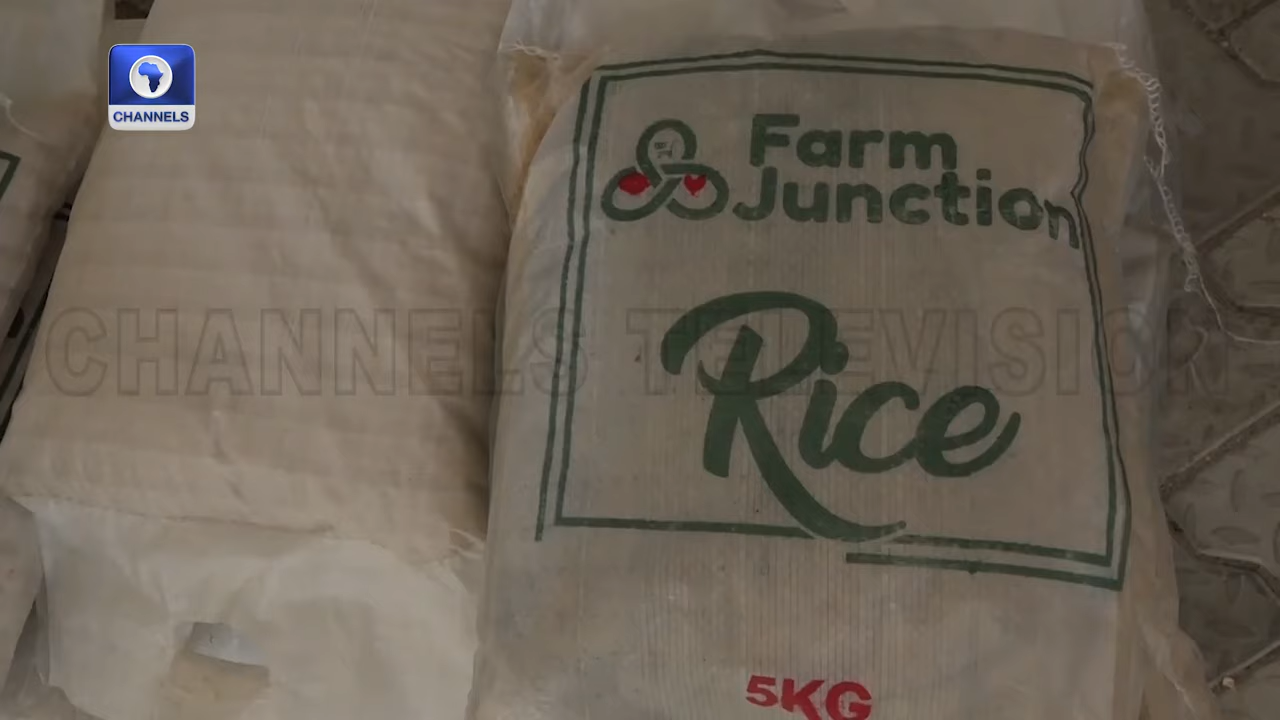 CHANNELS
Farm
Junction
CHANNELS TELEVISION
Rice
5KG